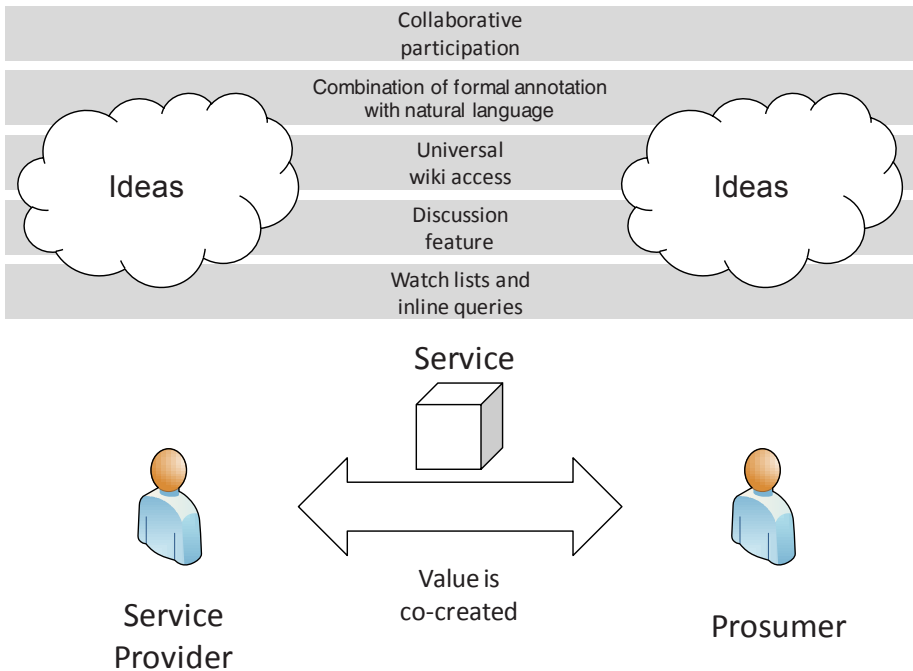 Collaborative
participation
Combination of formal annotation
with natural language
Ideas
Universal
wiki access
Ideas
Discussion
feature
Watch lists and
inline queries
Service
Value is
co-created
Service
Provider
Prosumer